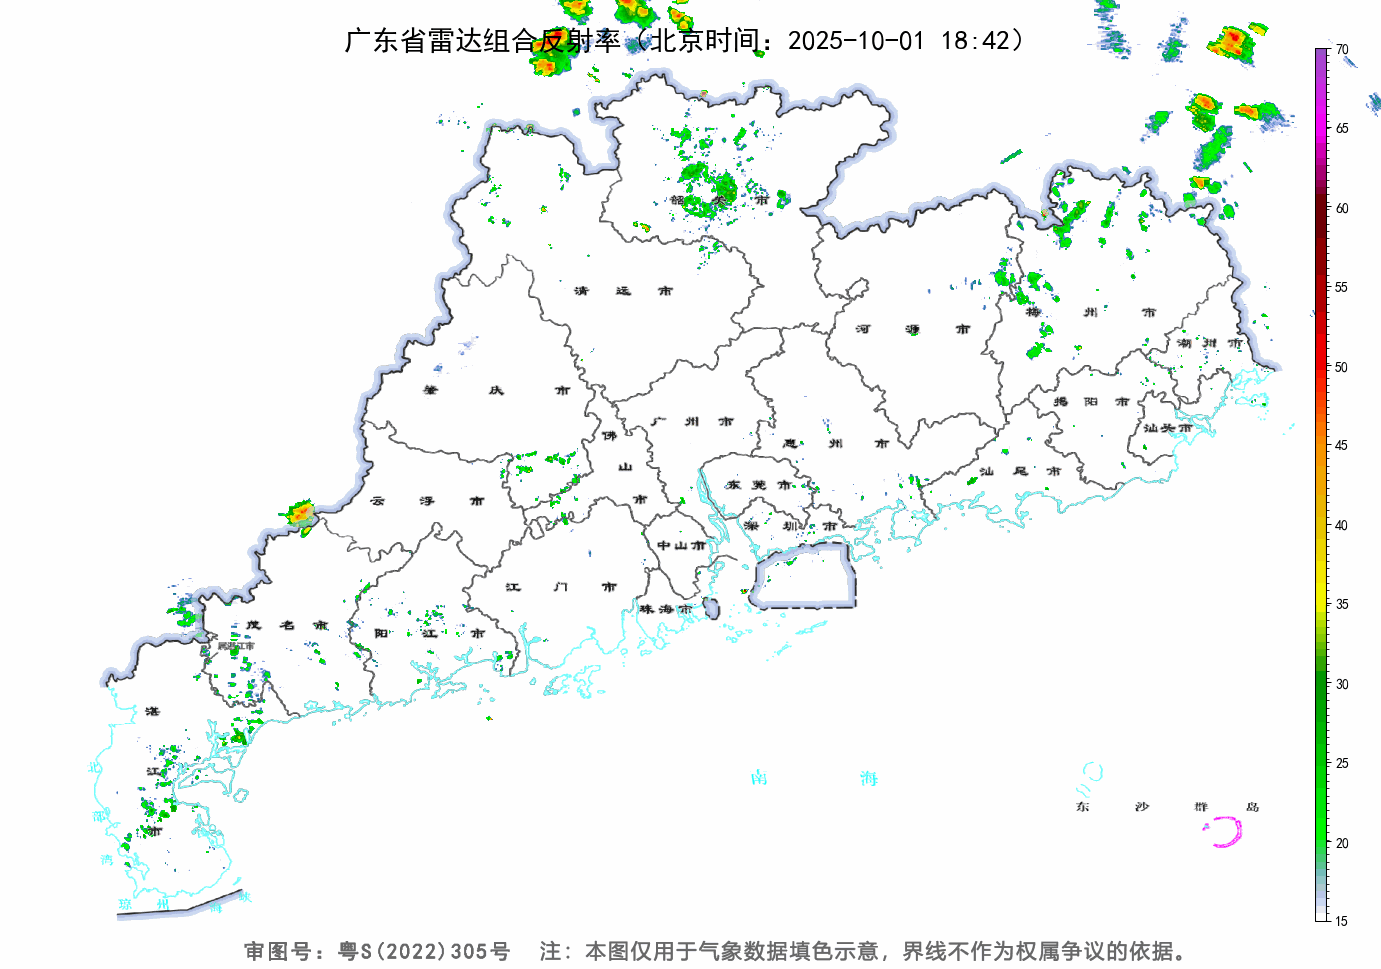 广东省雷达组合反射率（北京时间：2025-10-01 18:42）
70
65
60
55
50
45
40
35
30
25
20
15
韶关市
清远市
河源市
梅州市
潮州市
肇庆市
广州市
惠州市
揭阳市
汕头市
佛山市
云浮市
东莞市
汕尾市
深圳市
中山市
江门市
珠海市
茂名市
阳江市
属湛江市
湛江市
南海
东沙群岛
北部湾
琼州海峡
审图号：粤S(2022)305号 注：本图仅用于气象数据填色示意，界线不作为权属争议的依据。